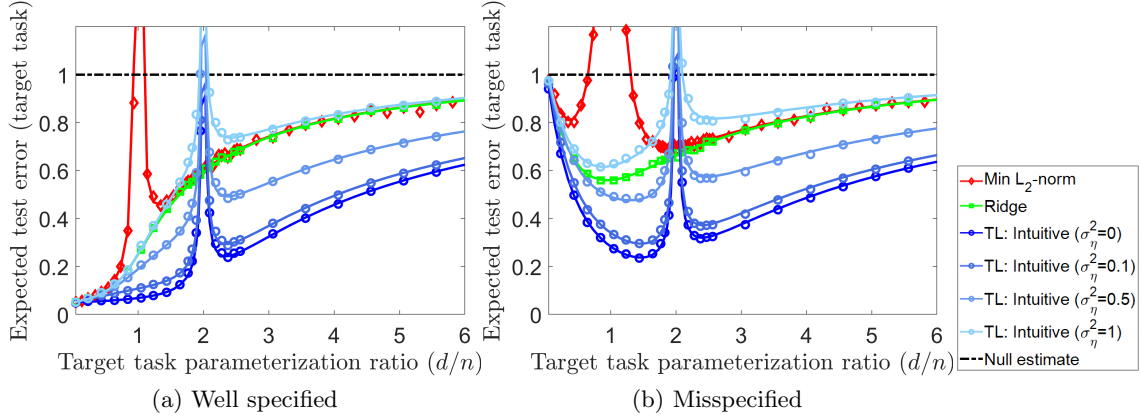 Expected test error (target task)
1
0.8
0.6
0.4
0.2
0
1 2 3 4 5 6
Target task parameterization ratio (d/n)
(a) Well specified
Expected test error (target task)
1
0.8
0.6
0.4
0.2
0
1 2 3 4 5 6
Target task parameterization ratio (d/n)
(b) Misspecified
Min L₂-norm
Ridge
TL: Intuitive (σ²η=0)
TL: Intuitive (σ²η=0.1)
TL: Intuitive (σ²η=0.5)
TL: Intuitive (σ²η=1)
Null estimate